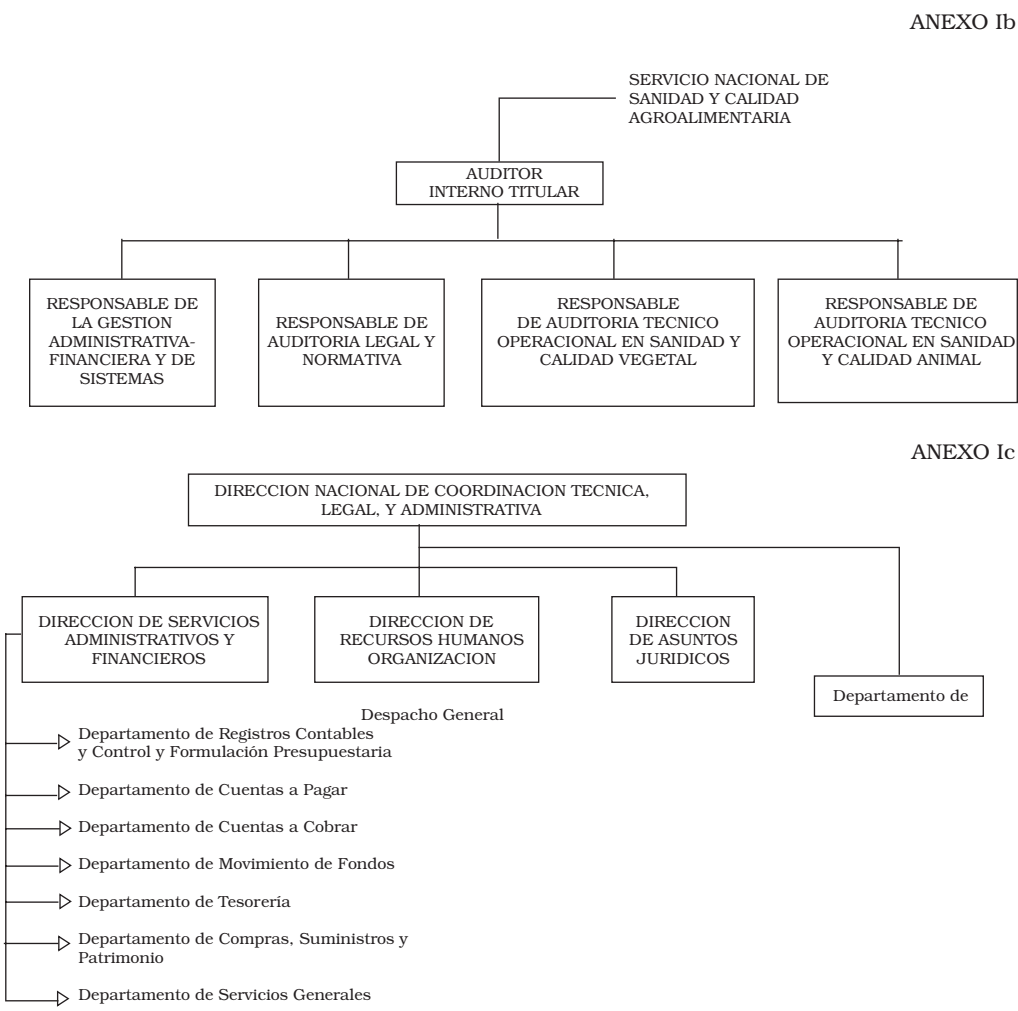 ANEXO Ib
SERVICIO NACIONAL DE
SANIDAD Y CALIDAD
AGROALIMENTARIA
AUDITOR
INTERNO TITULAR
RESPONSABLE DE
LA GESTION
ADMINISTRATIVA-
FINANCIERA Y DE
SISTEMAS
RESPONSABLE DE
AUDITORIA LEGAL Y
NORMATIVA
RESPONSABLE
DE AUDITORIA TECNICO
OPERACIONAL EN SANIDAD Y
CALIDAD VEGETAL
RESPONSABLE DE
AUDITORIA TECNICO
OPERACIONAL EN SANIDAD
Y CALIDAD ANIMAL
ANEXO Ic
DIRECCION NACIONAL DE COORDINACION TECNICA,
LEGAL, Y ADMINISTRATIVA
DIRECCION DE SERVICIOS
ADMINISTRATIVOS Y
FINANCIEROS
DIRECCION DE
RECURSOS HUMANOS
ORGANIZACION
DIRECCION
DE ASUNTOS
JURIDICOS
Departamento de
Despacho General
Departamento de Registros Contables
y Control y Formulación Presupuestaria
Departamento de Cuentas a Pagar
Departamento de Cuentas a Cobrar
Departamento de Movimiento de Fondos
Departamento de Tesorería
Departamento de Compras, Suministros y
Patrimonio
Departamento de Servicios Generales